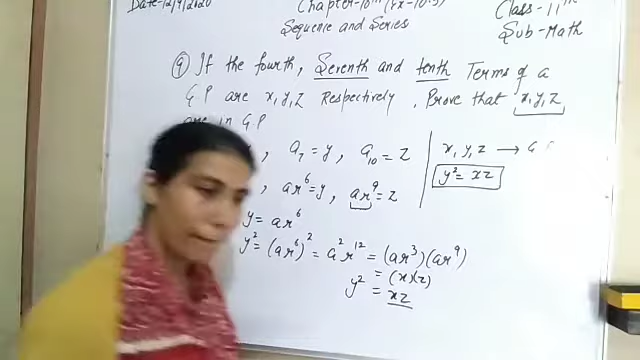 Date-12/9/2020
Chapter-10th (Ex-10.3)
Class-11th
Sequence and Series
Sub-Math
9) If the fourth, Seventh and tenth Terms of a
G P are x, y, z Respectively, Prove that x, y, z
are in G P
, a₇ = y, a₁₀ = z
x, y, z → G
, ar⁶ = y, ar⁹ = z
y² = xz
y = ar⁶
y² = (ar⁶)² = a² r¹² = (ar³)(ar⁹)
= (x)(z)
y² = xz